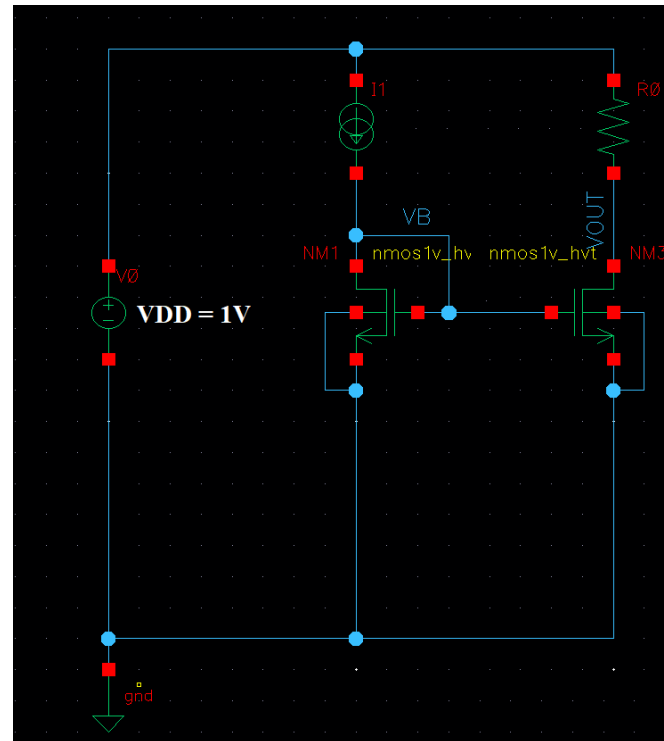 I1
R0
VB
VOUT
NM1
nmos1v_hv
nmos1v_hvt
NM3
V0
VDD = 1V
gnd